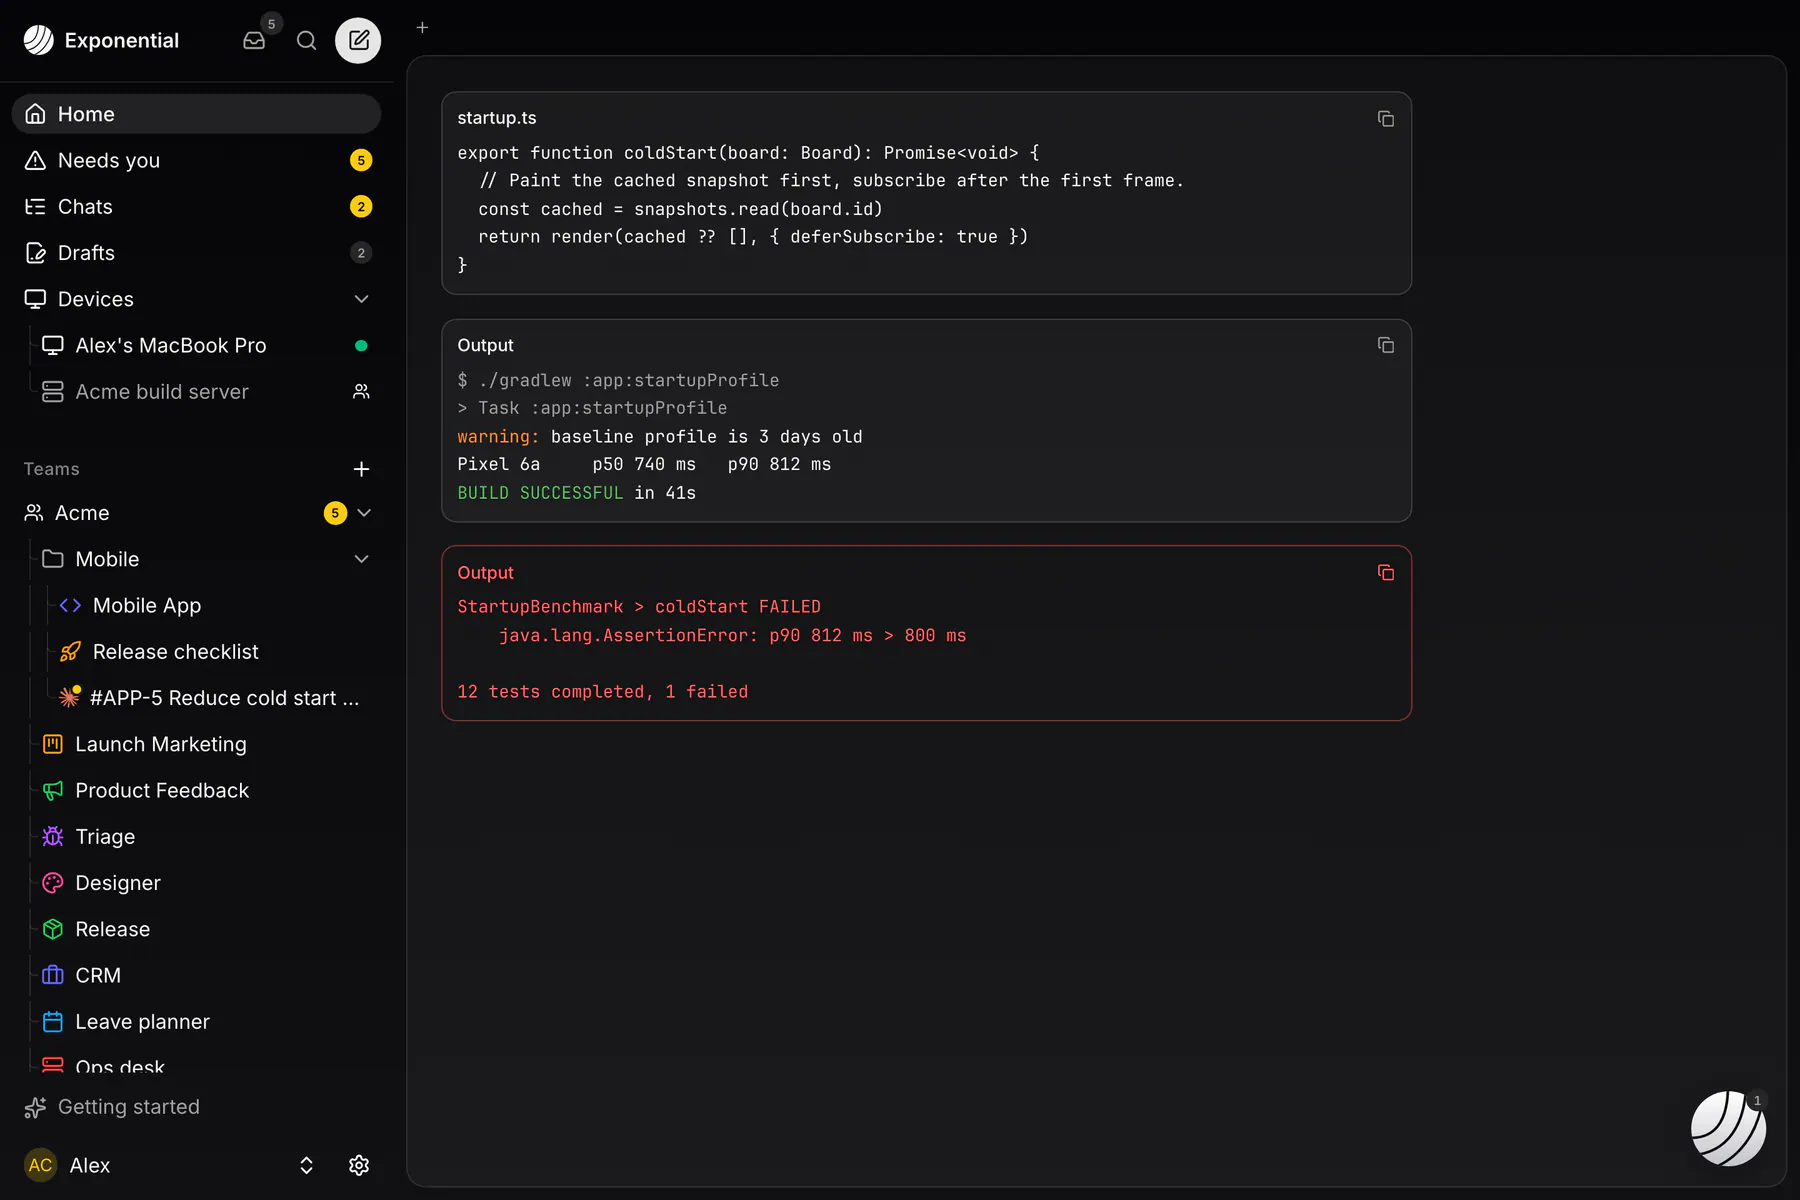 Exponential
5
Home
Needs you
5
Chats
2
Drafts
2
Devices
Alex's MacBook Pro
Acme build server
Teams
Acme
5
Mobile
Mobile App
Release checklist
#APP-5 Reduce cold start ...
Launch Marketing
Product Feedback
Triage
Designer
Release
CRM
Leave planner
Ops desk
Getting started
AC
Alex
startup.ts
export function coldStart(board: Board): Promise<void> {
  // Paint the cached snapshot first, subscribe after the first frame.
  const cached = snapshots.read(board.id)
  return render(cached ?? [], { deferSubscribe: true })
}
Output
$ ./gradlew :app:startupProfile
> Task :app:startupProfile
warning: baseline profile is 3 days old
Pixel 6a     p50 740 ms   p90 812 ms
BUILD SUCCESSFUL in 41s
Output
StartupBenchmark > coldStart FAILED
    java.lang.AssertionError: p90 812 ms > 800 ms
12 tests completed, 1 failed
1